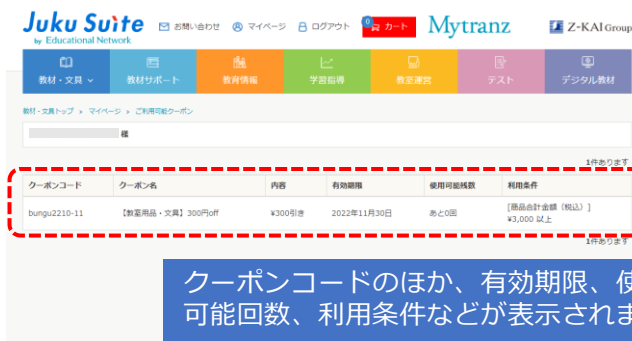 Juku Suite
by Educational Network
お問い合わせ マイページ ログアウト 0 カート Mytranz Z-KAI Group
教材・文具 教材サポート 教育情報 学習指導 教室運営 テスト デジタル教材
教材・文具トップ > マイページ > ご利用可能クーポン
様
1件あります
クーポンコード クーポン名 内容 有効期限 使用可能残数 利用条件
bungu2210-11 【教室用品・文具】300円off ¥300引き 2022年11月30日 あと0回 [商品合計金額（税込）]
¥3,000 以上
1件あります
クーポンコードのほか、有効期限、使
可能回数、利用条件などが表示されま